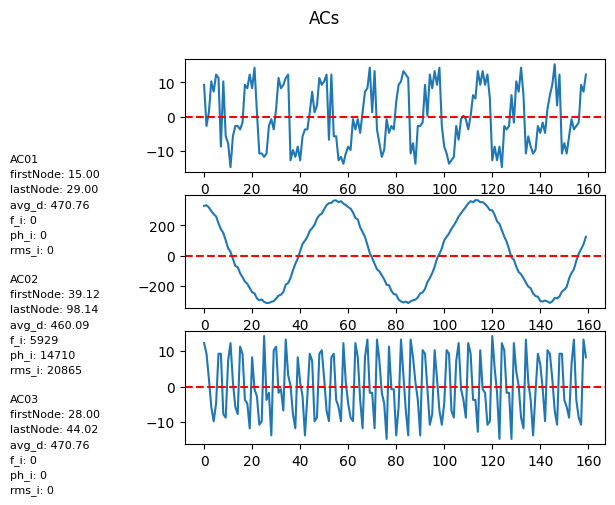 ACs
10
0
−10
0 20 40 60 80 100 120 140 160
200
0
−200
0 20 40 60 80 100 120 140 160
10
0
−10
0 20 40 60 80 100 120 140 160
AC01
firstNode: 15.00
lastNode: 29.00
avg_d: 470.76
f_i: 0
ph_i: 0
rms_i: 0
AC02
firstNode: 39.12
lastNode: 98.14
avg_d: 460.09
f_i: 5929
ph_i: 14710
rms_i: 20865
AC03
firstNode: 28.00
lastNode: 44.02
avg_d: 470.76
f_i: 0
ph_i: 0
rms_i: 0